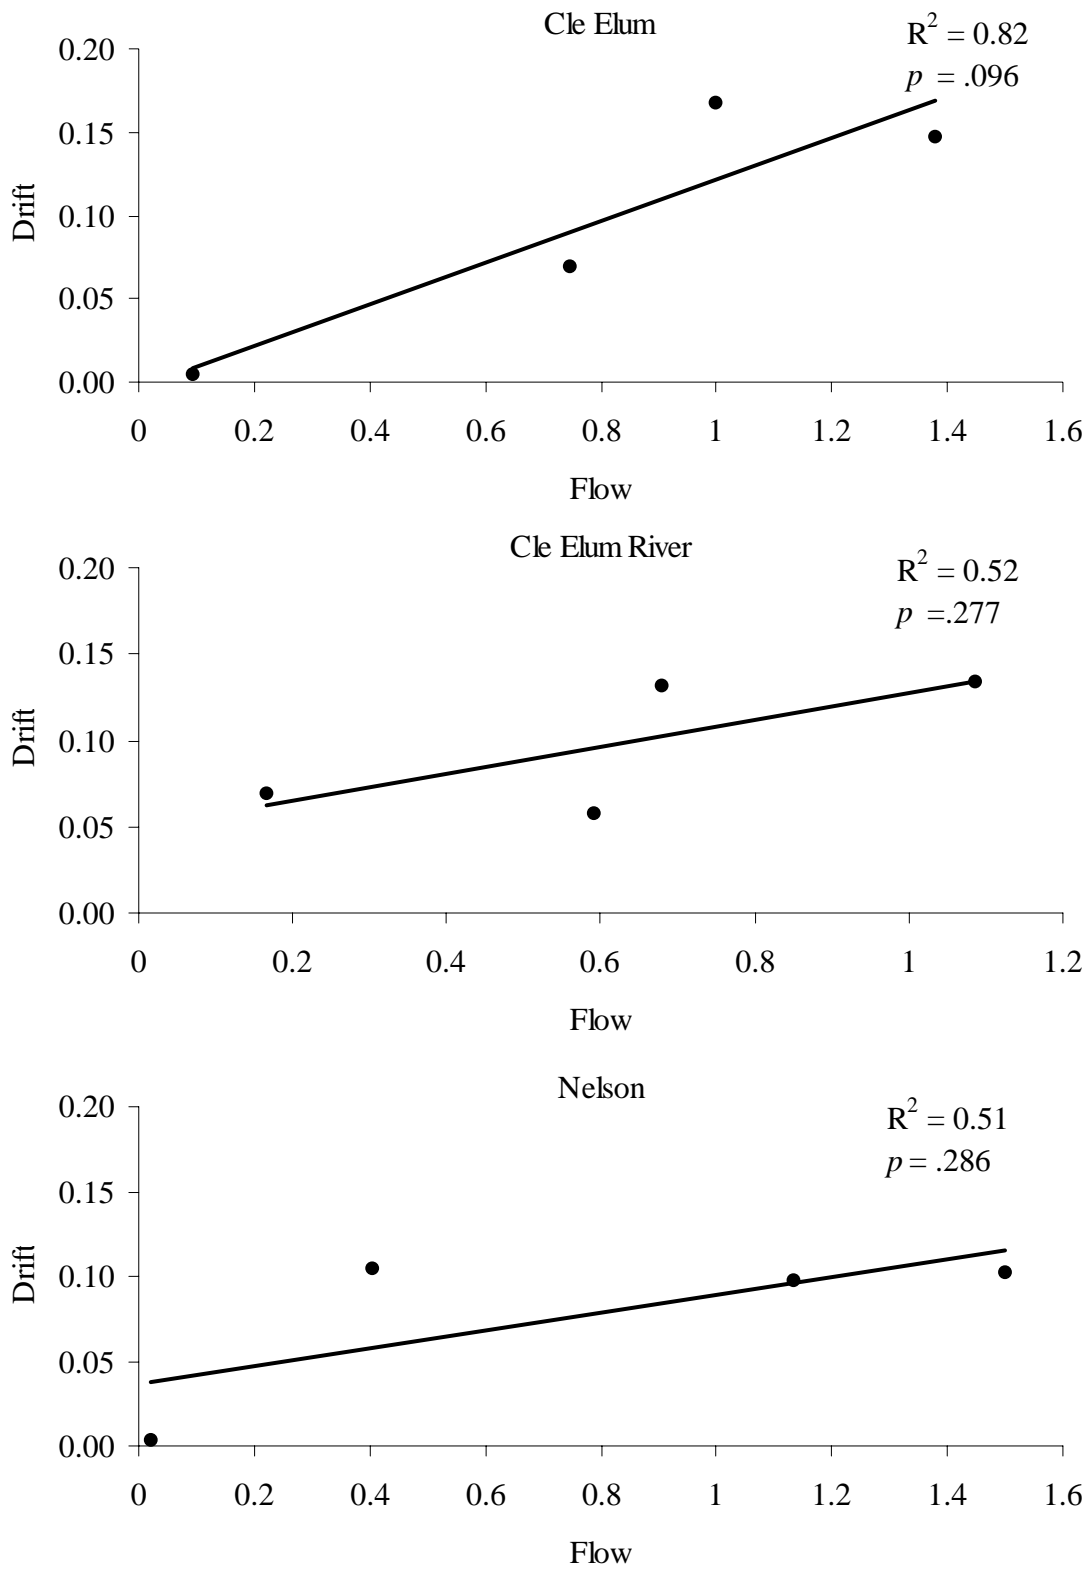 Cle Elum
R² = 0.82
p = .096
0.20
0.15
0.10
0.05
0.00
Drift
0 0.2 0.4 0.6 0.8 1 1.2 1.4 1.6
Flow
Cle Elum River
R² = 0.52
p =.277
0.20
0.15
0.10
0.05
0.00
Drift
0 0.2 0.4 0.6 0.8 1 1.2
Flow
Nelson
R² = 0.51
p = .286
0.20
0.15
0.10
0.05
0.00
Drift
0 0.2 0.4 0.6 0.8 1 1.2 1.4 1.6
Flow